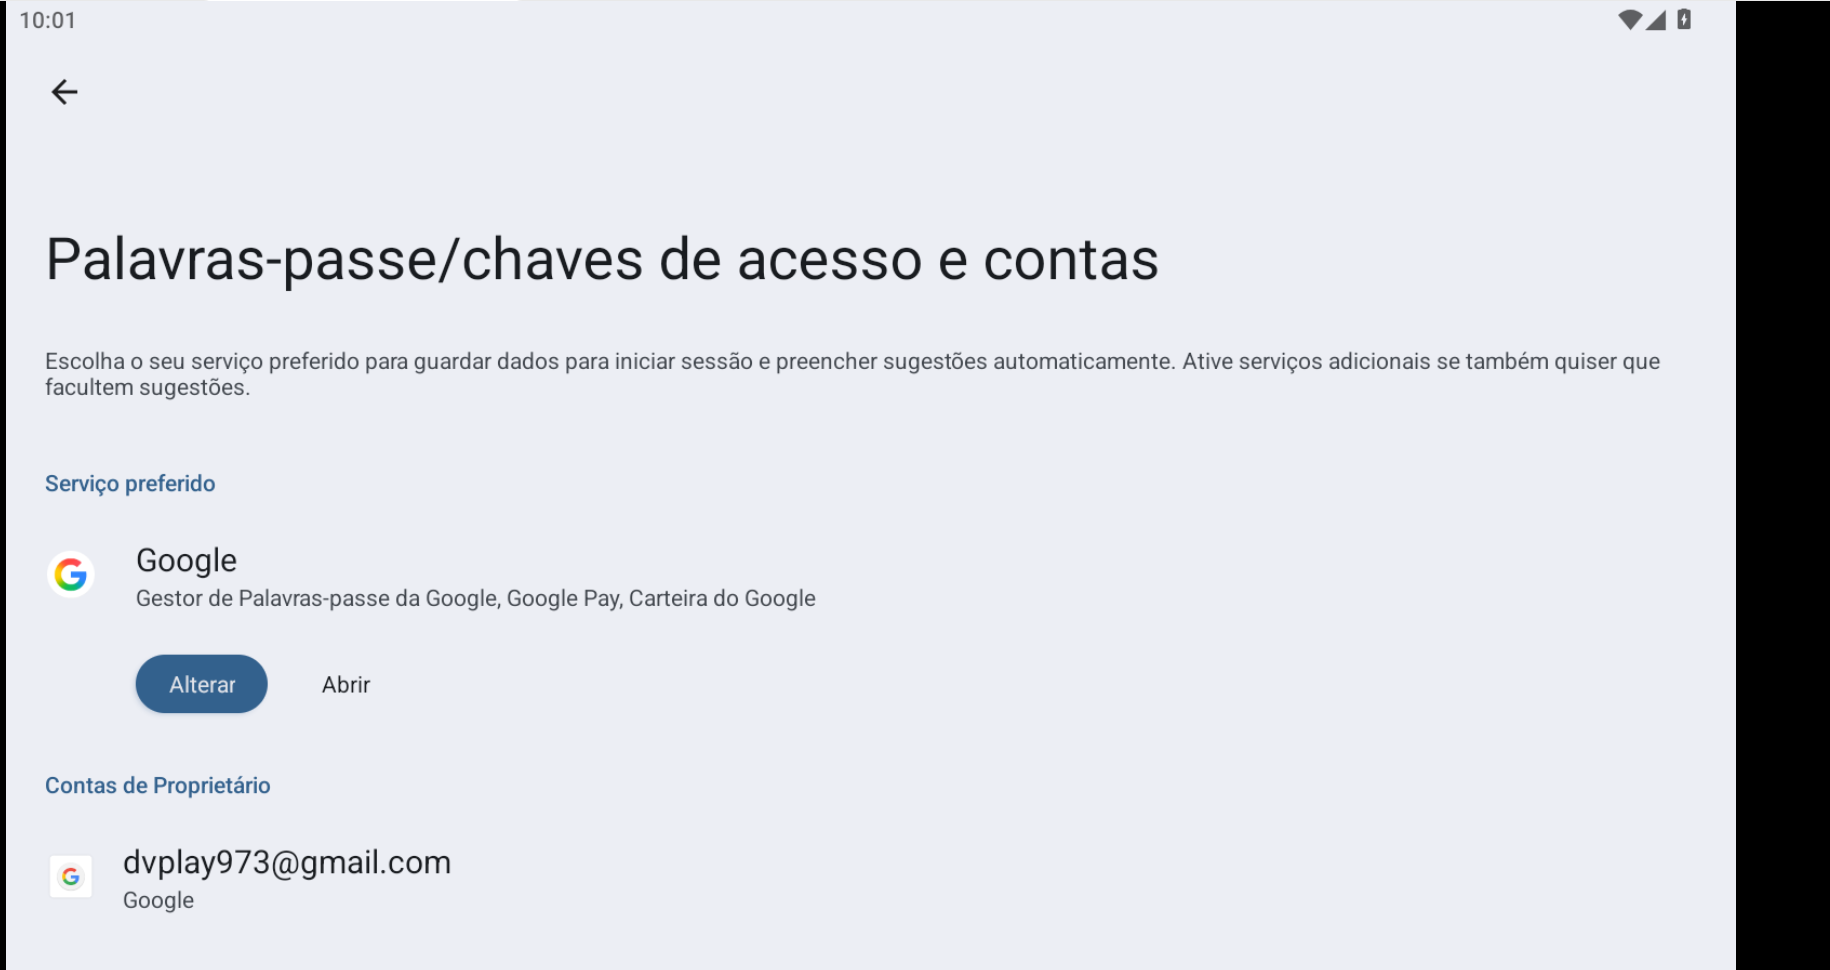 10:01
Palavras-passe/chaves de acesso e contas
Escolha o seu serviço preferido para guardar dados para iniciar sessão e preencher sugestões automaticamente. Ative serviços adicionais se também quiser que
facultem sugestões.
Serviço preferido
Google
Gestor de Palavras-passe da Google, Google Pay, Carteira do Google
Alterar
Abrir
Contas de Proprietário
dvplay973@gmail.com
Google